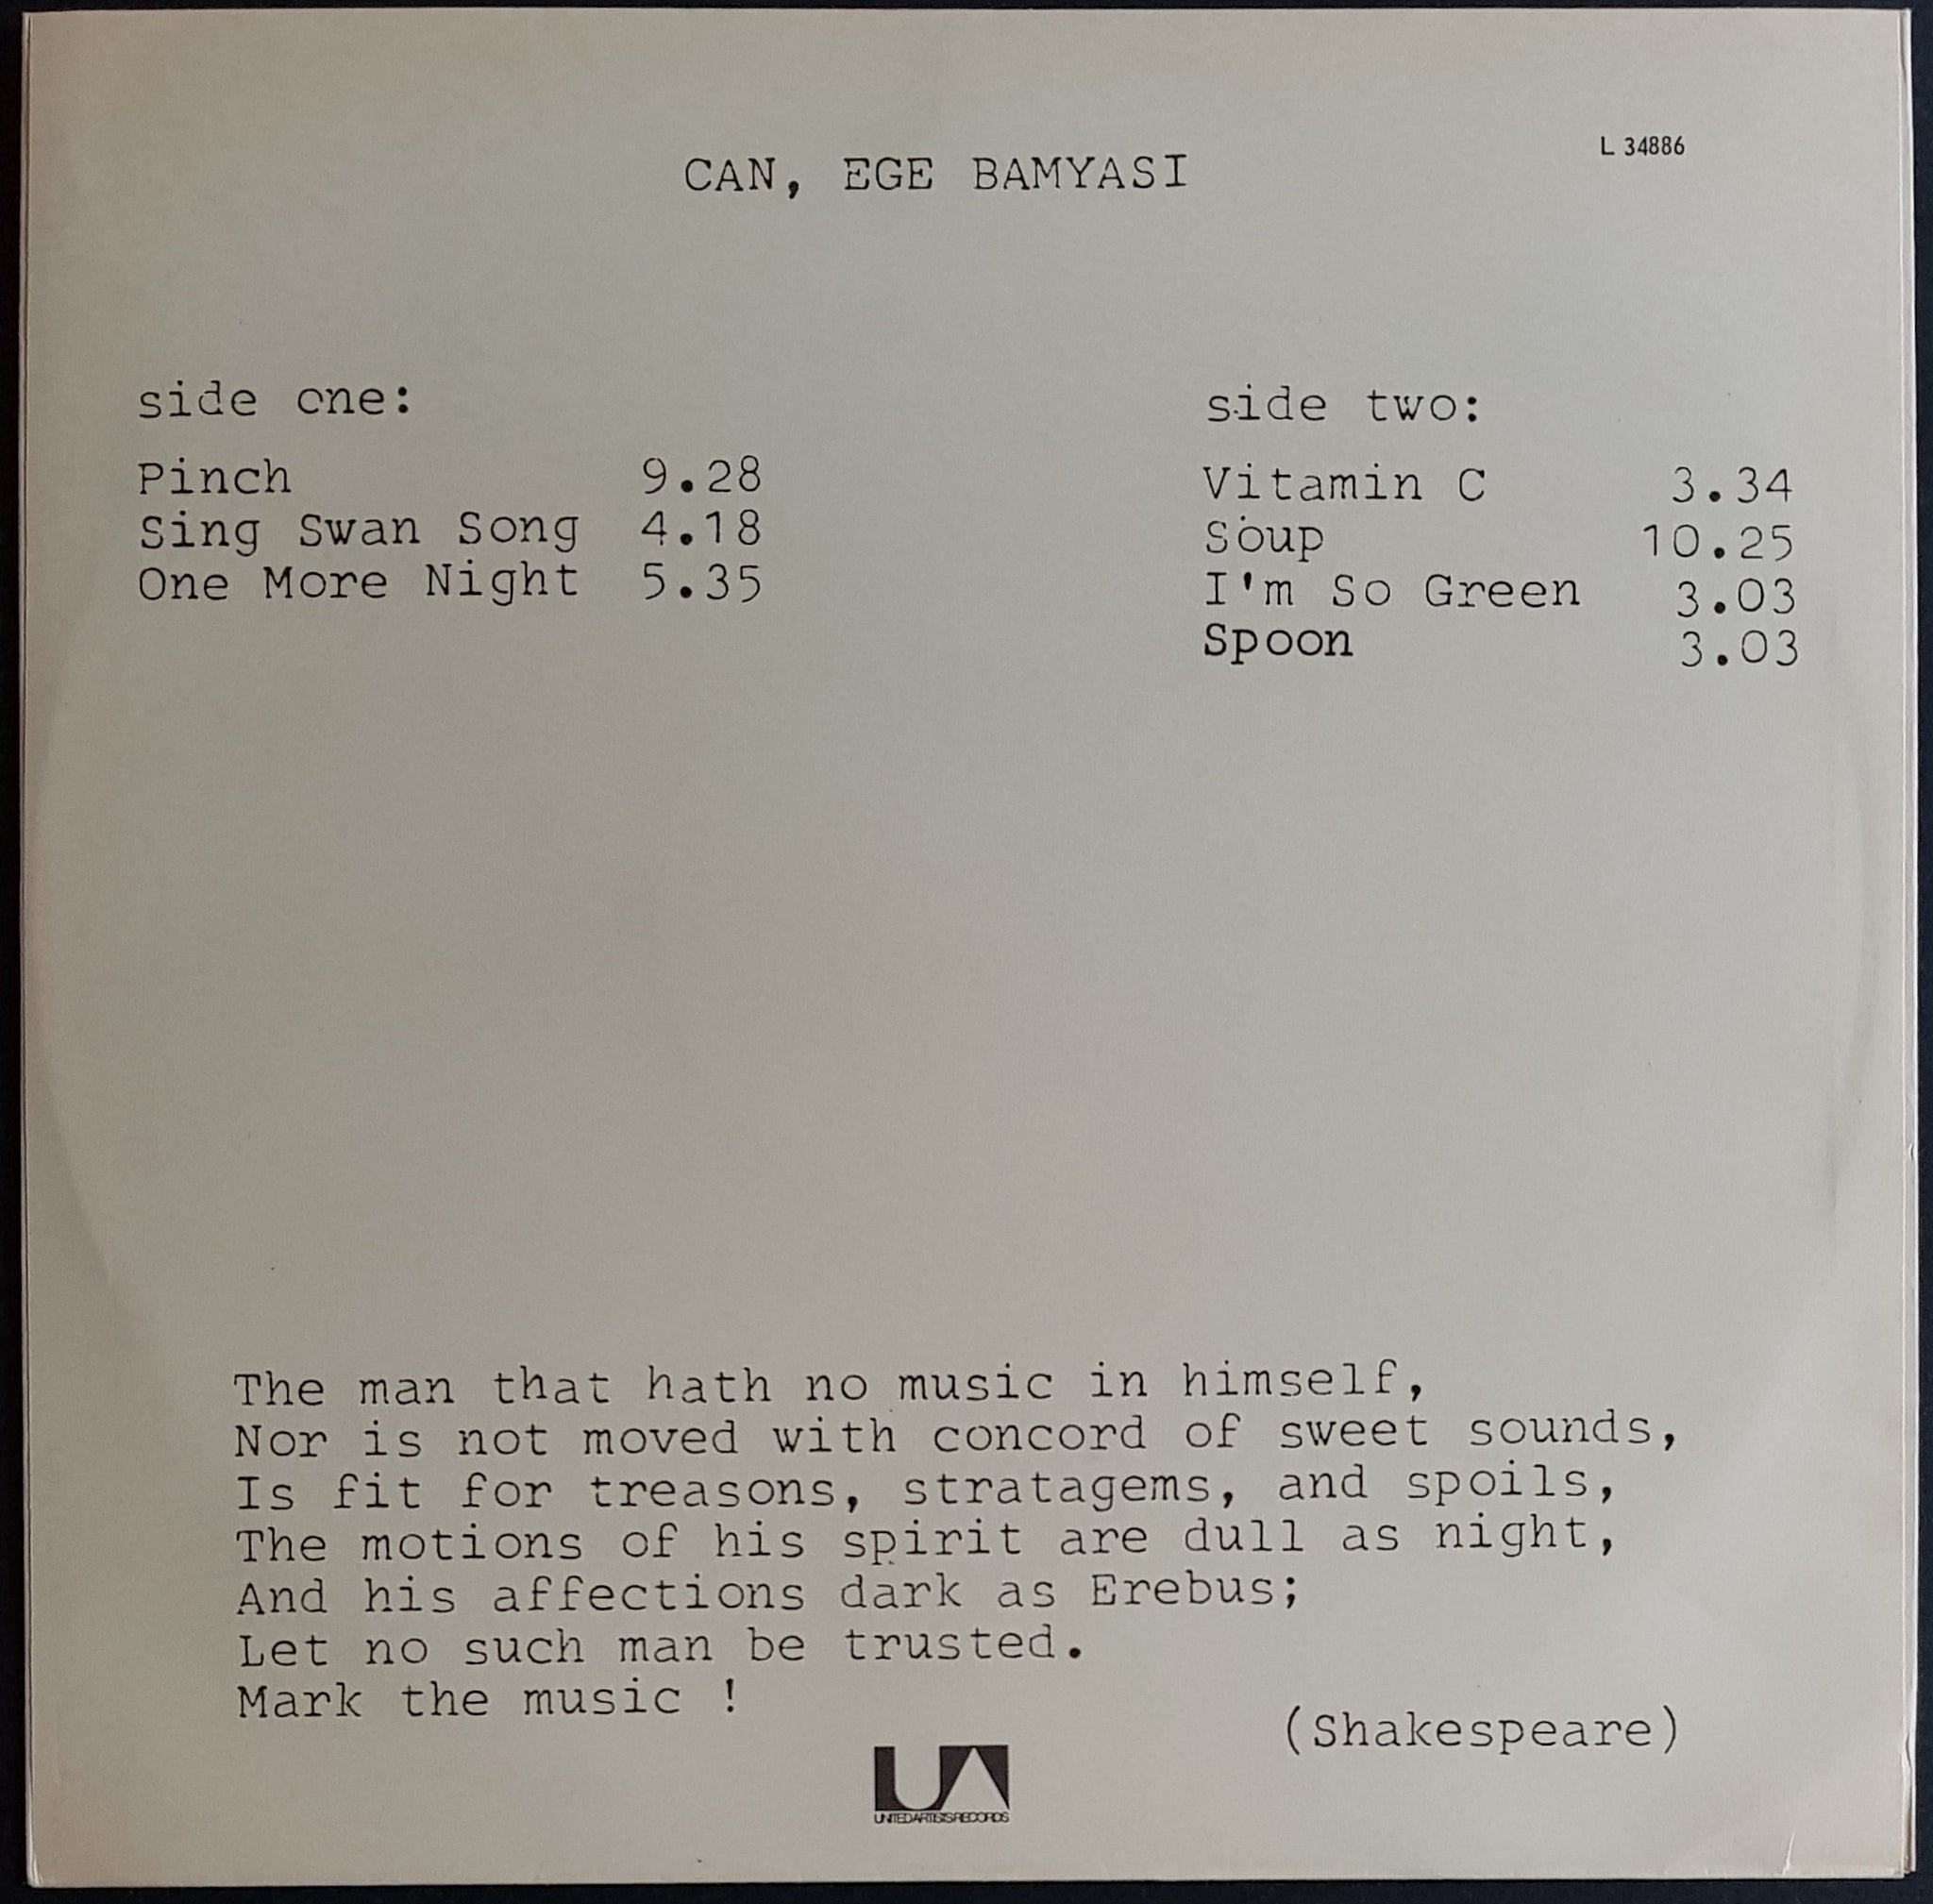 L 34886
CAN, EGE BAMYASI
side one:
Pinch 9.28
Sing Swan Song 4.18
One More Night 5.35
side two:
Vitamin C 3.34
Soup 10.25
I'm So Green 3.03
Spoon 3.03
The man that hath no music in himself,
Nor is not moved with concord of sweet sounds,
Is fit for treasons, stratagems, and spoils,
The motions of his spirit are dull as night,
And his affections dark as Erebus;
Let no such man be trusted.
Mark the music !
(Shakespeare)
UA
UNITED ARTISTS RECORDS